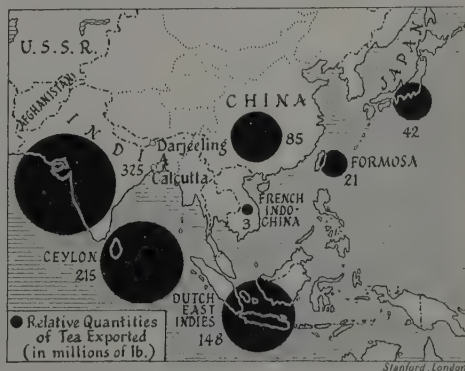 U.S.S.R.
AFGHANISTAN
INDIA
325
Darjeeling
Calcutta
CHINA
85
JAPAN
42
FORMOSA
21
FRENCH
INDO-
CHINA
3
CEYLON
215
DUTCH
EAST
INDIES
148
Relative Quantities
of Tea Exported
(in millions of lb.)
Stanford, London